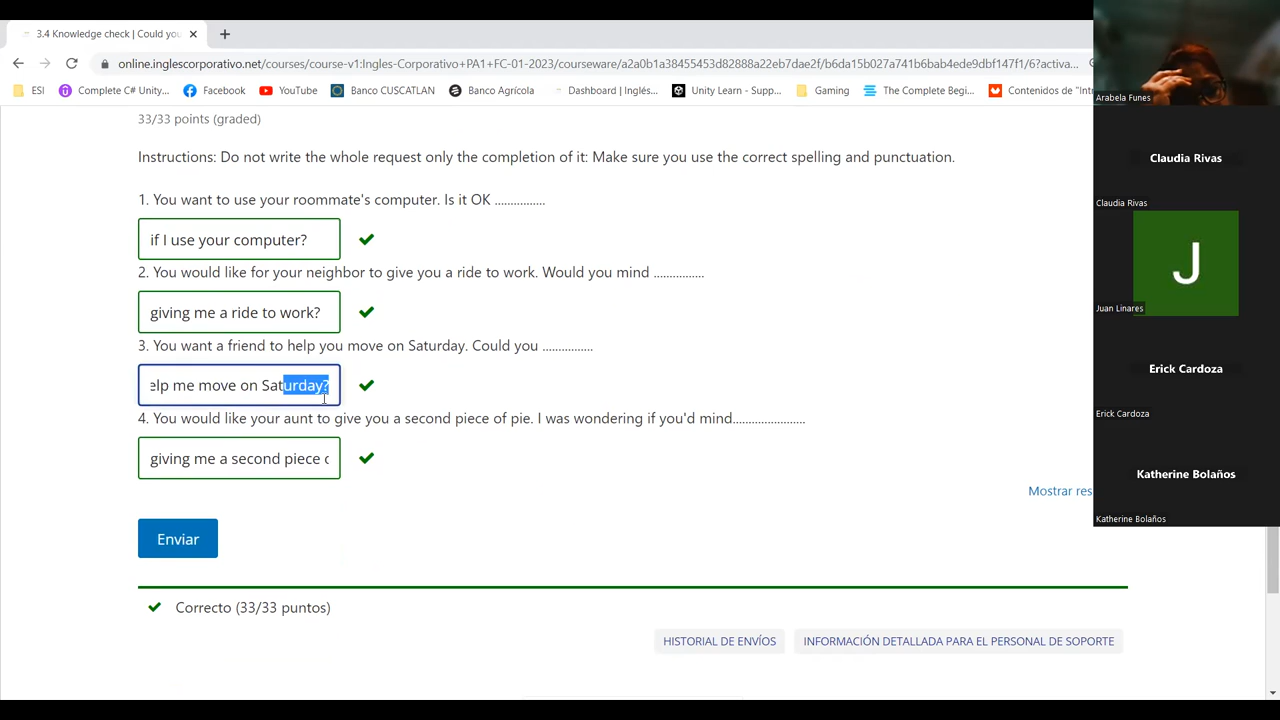 3.4 Knowledge check | Could you
online.inglescorporativo.net/courses/course-v1:Ingles-Corporativo+PA1+FC-01-2023/courseware/a2a0b1a38455453d82888a22eb7dae2f/b6da15b027a741b6bab4ede9dbf147f1/6?activa...
ESI Complete C# Unity... Facebook YouTube Banco CUSCATLAN Banco Agrícola Dashboard | Inglés... Unity Learn - Supp... Gaming The Complete Begi... Contenidos de "Int
33/33 points (graded)
Instructions: Do not write the whole request only the completion of it: Make sure you use the correct spelling and punctuation.
1. You want to use your roommate's computer. Is it OK ................
if I use your computer?
2. You would like for your neighbor to give you a ride to work. Would you mind ................
giving me a ride to work?
3. You want a friend to help you move on Saturday. Could you ................
elp me move on Saturday?
4. You would like your aunt to give you a second piece of pie. I was wondering if you'd mind.......................
giving me a second piece o
Mostrar res
Enviar
Correcto (33/33 puntos)
HISTORIAL DE ENVÍOS
INFORMACIÓN DETALLADA PARA EL PERSONAL DE SOPORTE
Arabela Funes
Claudia Rivas
Claudia Rivas
J
Juan Linares
Erick Cardoza
Erick Cardoza
Katherine Bolaños
Katherine Bolaños